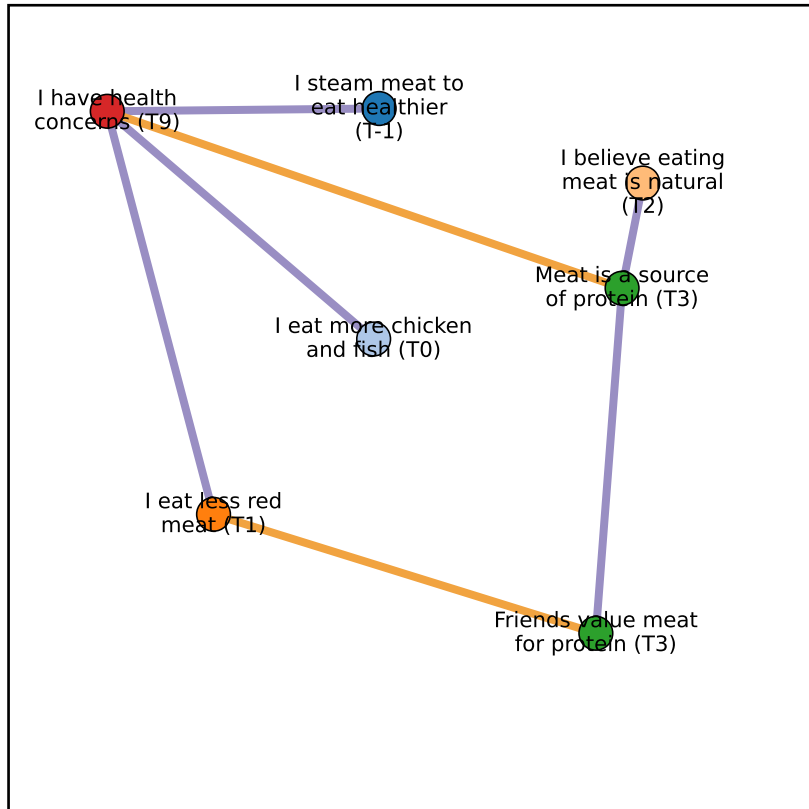 I steam meat to
eat healthier
(T-1)
I have health
concerns (T9)
I believe eating
meat is natural
(T2)
Meat is a source
of protein (T3)
I eat more chicken
and fish (T0)
I eat less red
meat (T1)
Friends value meat
for protein (T3)